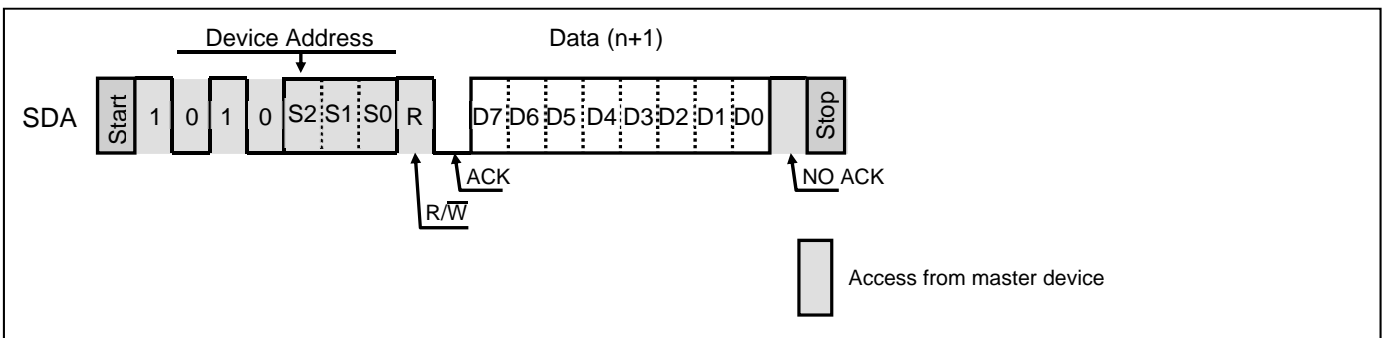 Device Address Data (n+1)
SDA Start 1 0 1 0 S2 S1 S0 R D7 D6 D5 D4 D3 D2 D1 D0 Stop
ACK NO ACK
R/W̅
Access from master device